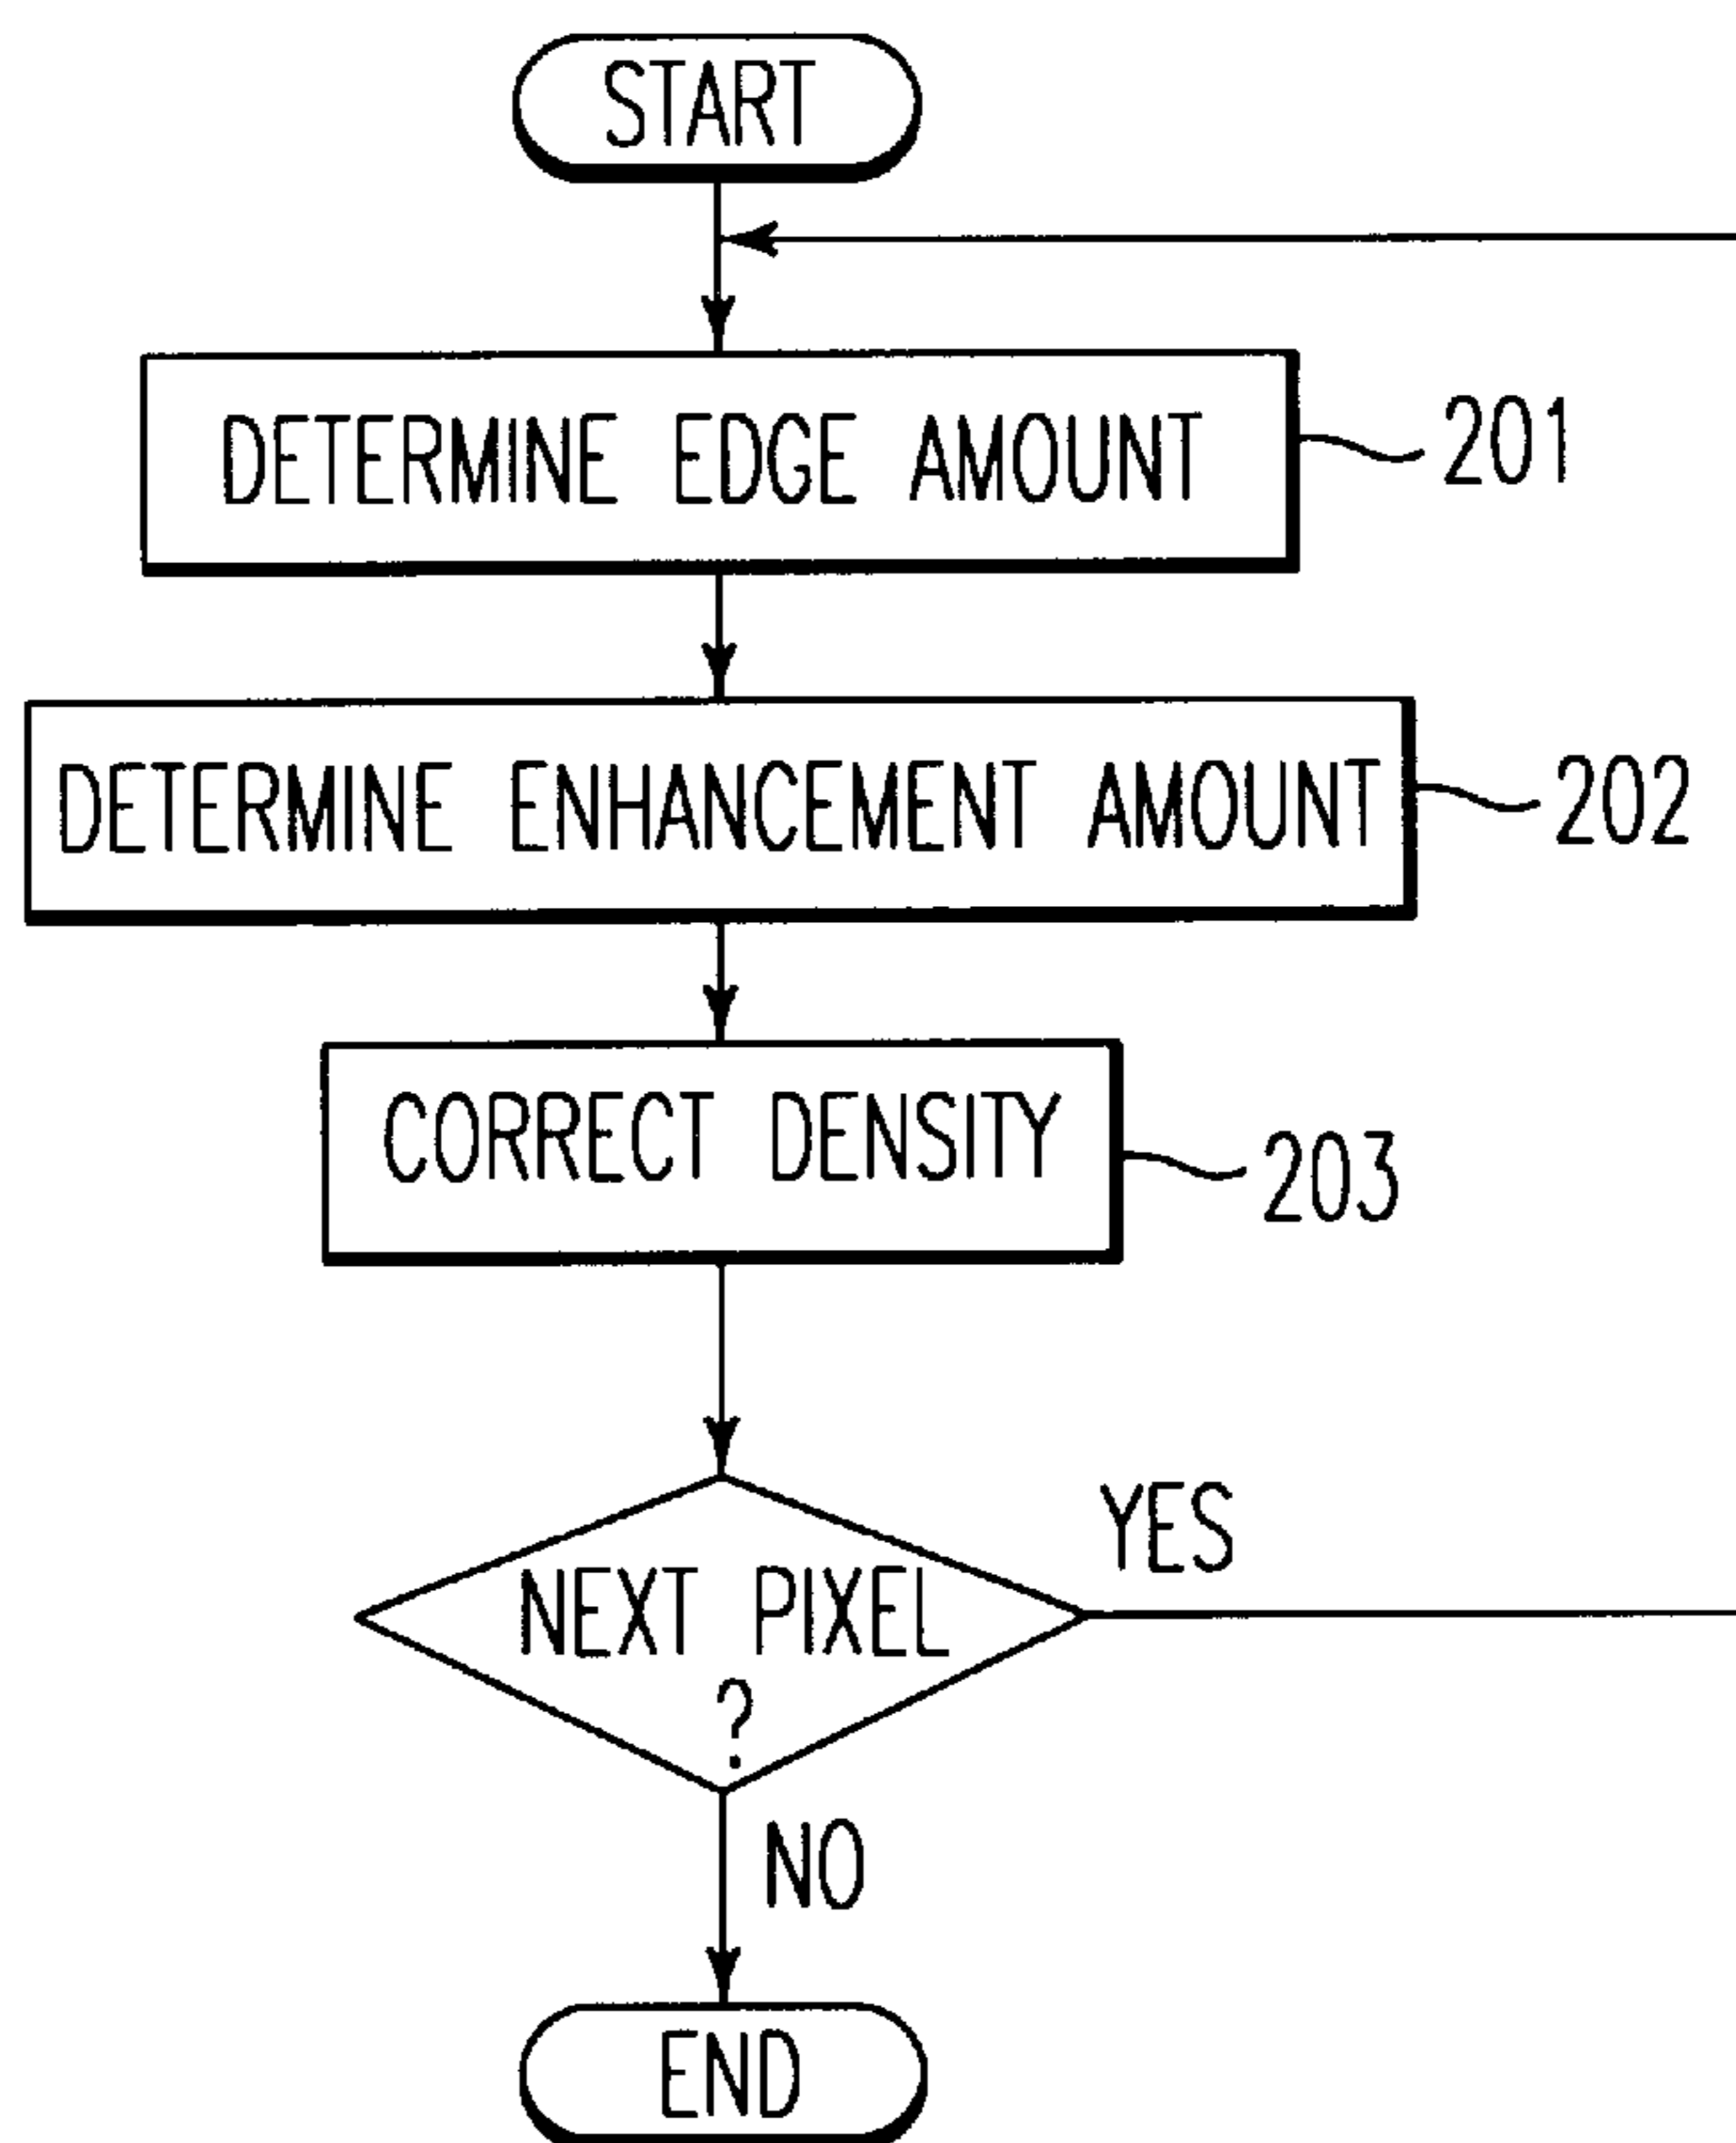 START
DETERMINE EDGE AMOUNT
201
DETERMINE ENHANCEMENT AMOUNT
202
CORRECT DENSITY
203
YES
NEXT PIXEL
?
NO
END